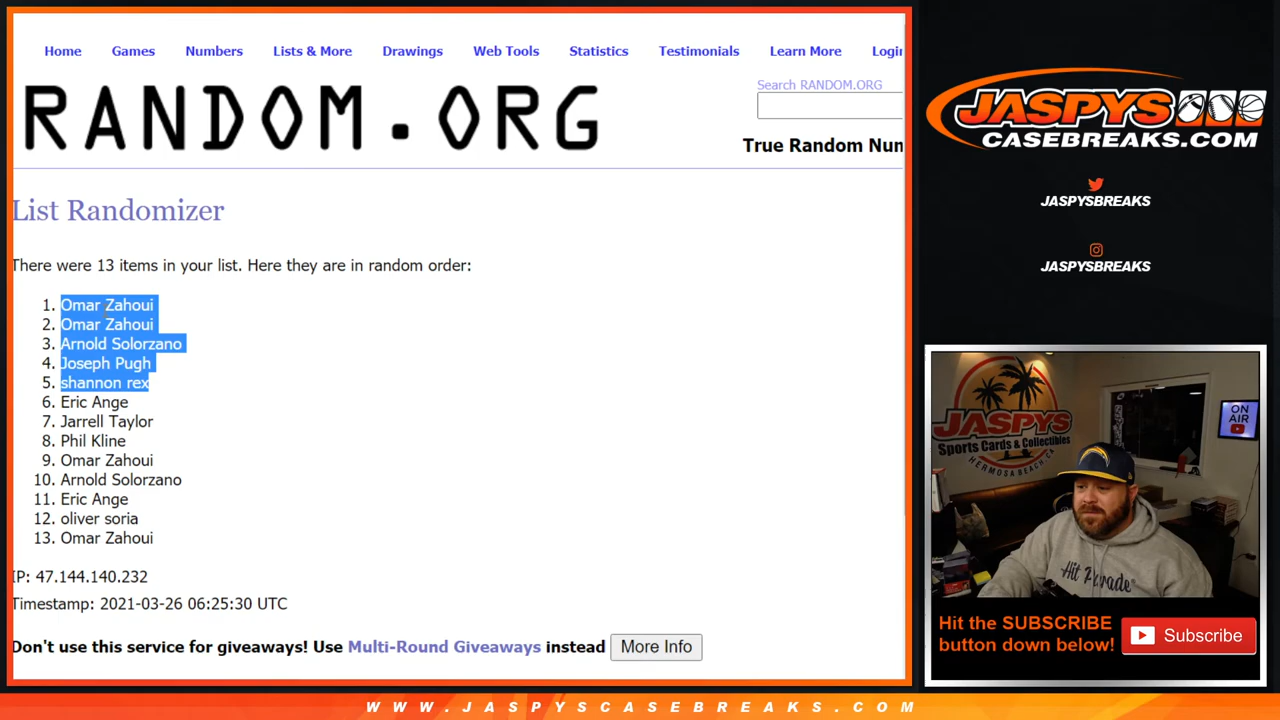 Home Games Numbers Lists & More Drawings Web Tools Statistics Testimonials Learn More Login
Search RANDOM.ORG
RANDOM.ORG
True Random Num
List Randomizer
There were 13 items in your list. Here they are in random order:
1. Omar Zahoui
2. Omar Zahoui
3. Arnold Solorzano
4. Joseph Pugh
5. shannon rex
6. Eric Ange
7. Jarrell Taylor
8. Phil Kline
9. Omar Zahoui
10. Arnold Solorzano
11. Eric Ange
12. oliver soria
13. Omar Zahoui
IP: 47.144.140.232
Timestamp: 2021-03-26 06:25:30 UTC
Don't use this service for giveaways! Use Multi-Round Giveaways instead More Info
JASPYS
CASEBREAKS.COM
JASPYSBREAKS
JASPYSBREAKS
JASPYS
Sports Cards & Collectibles
HERMOSA BEACH, CA
ON
AIR
Hit Parade
Hit the SUBSCRIBE
button down below!
Subscribe
WWW.JASPYSCASEBREAKS.COM